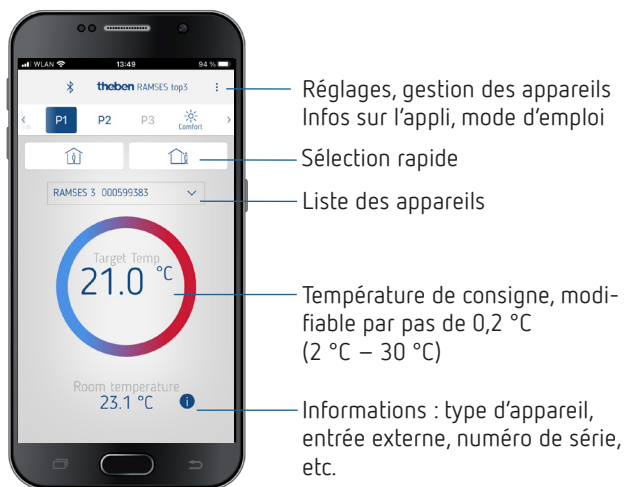 WLAN 13:49 94 %
theben RAMSES top3
P1 P2 P3 Comfort
RAMSES 3 000599383
Target Temp
21.0 °C
Room temperature
23.1 °C
i
Réglages, gestion des appareils
Infos sur l'appli, mode d'emploi
Sélection rapide
Liste des appareils
Température de consigne, modi-
fiable par pas de 0,2 °C
(2 °C – 30 °C)
Informations : type d'appareil,
entrée externe, numéro de série,
etc.